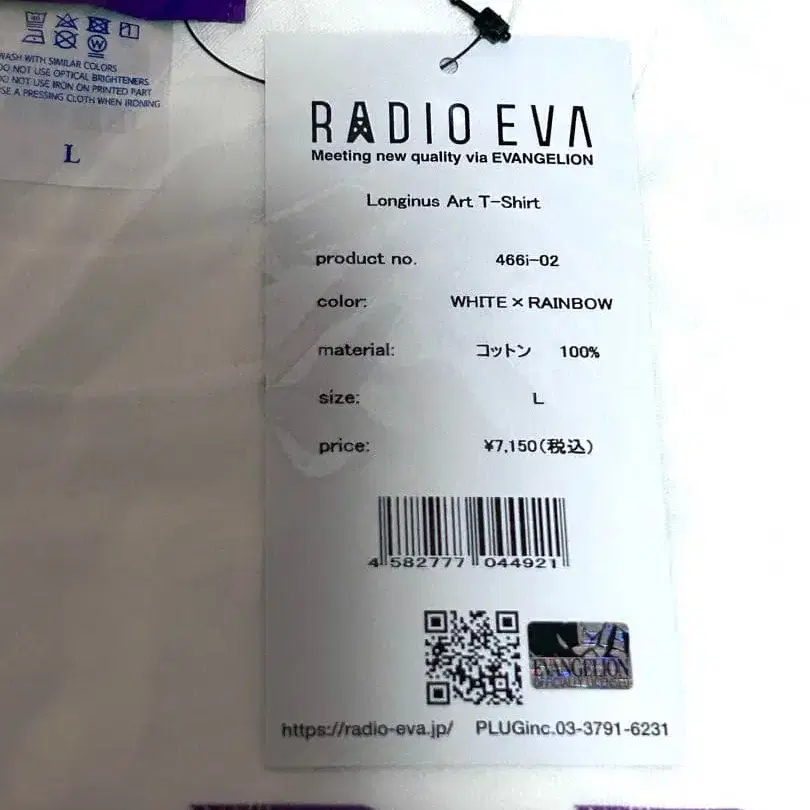 WASH WITH SIMILAR COLORS
DO NOT USE OPTICAL BRIGHTENERS
DO NOT USE IRON ON PRINTED PART
USE A PRESSING CLOTH WHEN IRONING
L
RADIO EVA
Meeting new quality via EVANGELION
Longinus Art T-Shirt
product no. 466i-02
color: WHITE×RAINBOW
material: コットン 100%
size: L
price: ¥7,150(税込)
4 582777 044921
EVANGELION
OFFICIALLY LICENSED
https://radio-eva.jp/ PLUGinc.03-3791-6231